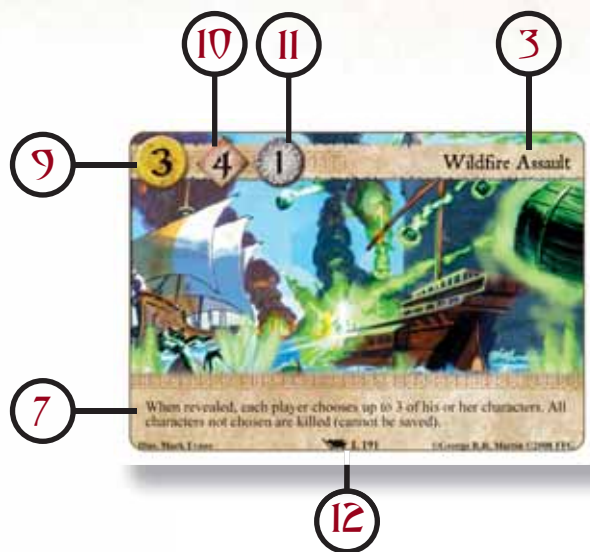 10 11 3
9 3 4 1 Wildfire Assault
7 When revealed, each player chooses up to 3 of his or her characters. All
characters not chosen are killed (cannot be saved).
Illus. Mark Evans L 191 ©George R.R. Martin ©2008 FFG
12